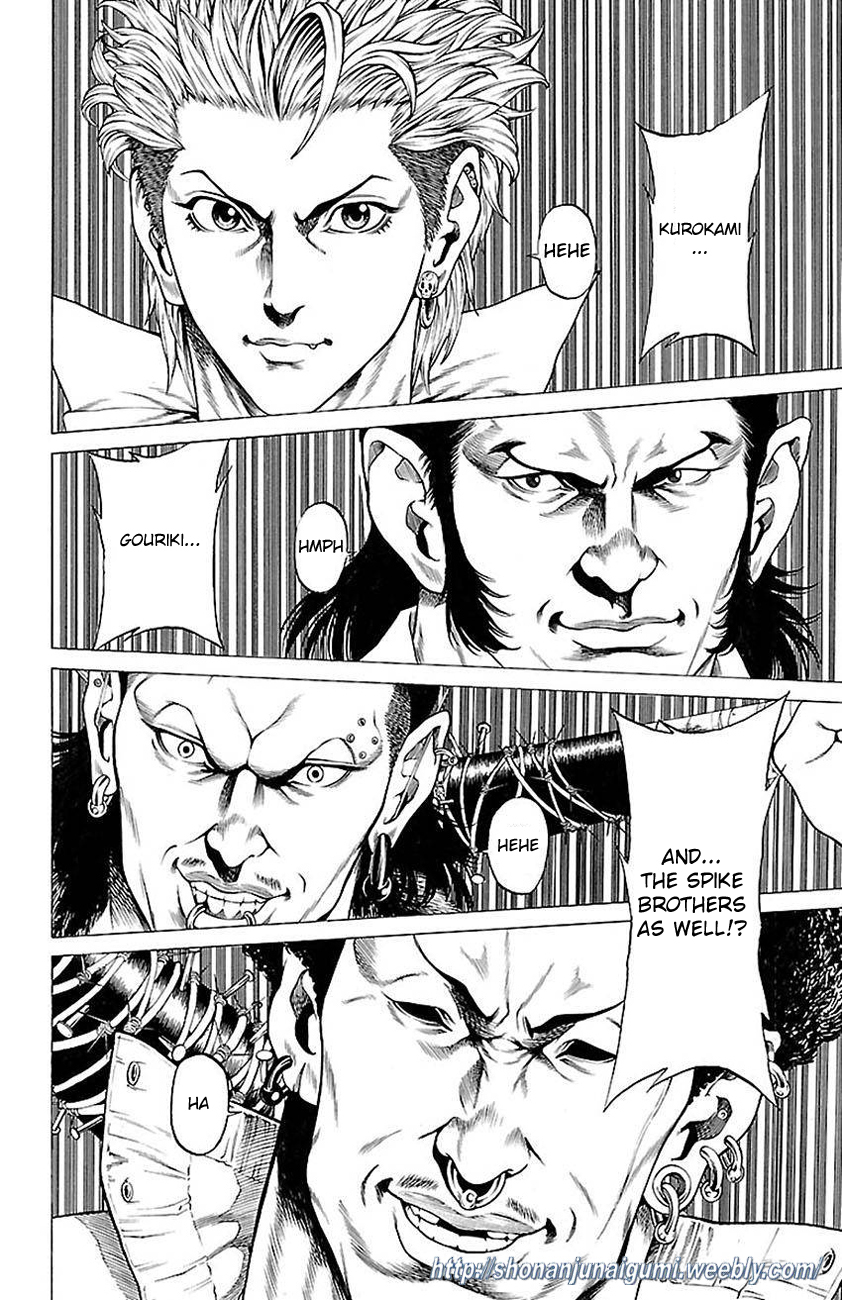 KUROKAMI
...
HEHE
GOURIKI...
HMPH
AND...
THE SPIKE
BROTHERS
AS WELL!?
HEHE
HA
http://shonanjunaigumi.weebly.com/